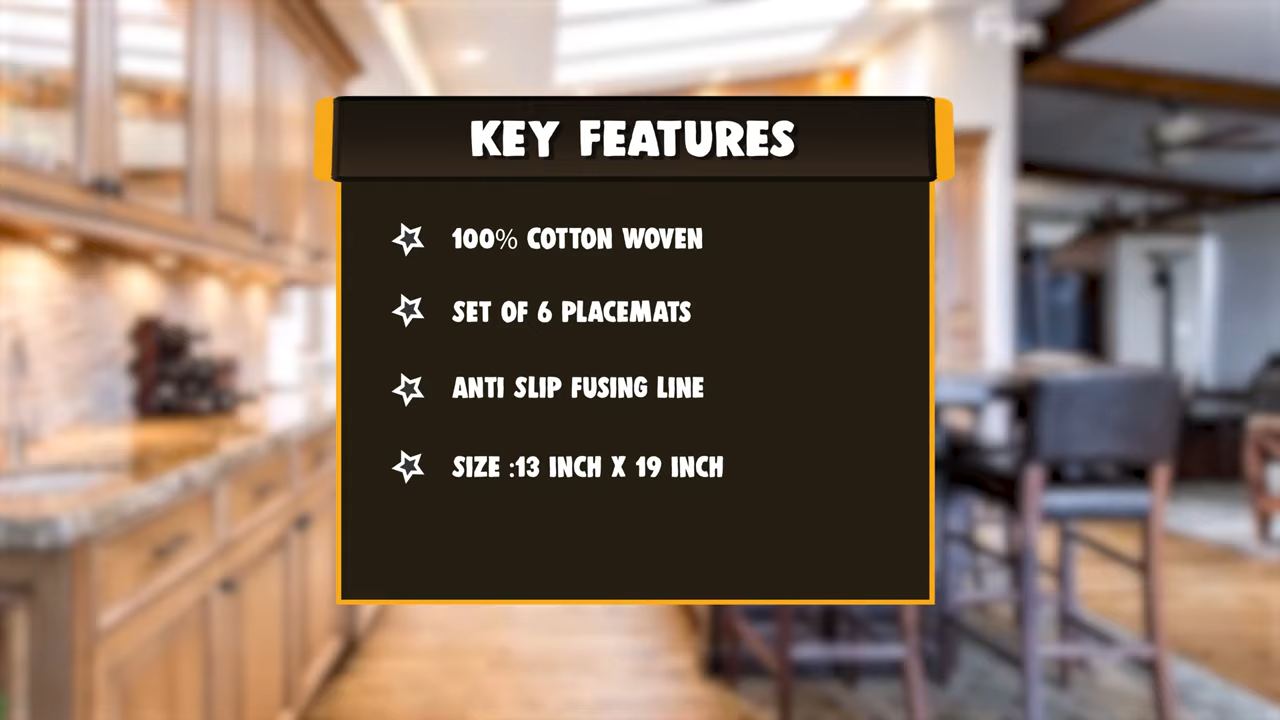 KEY FEATURES
100% COTTON WOVEN
SET OF 6 PLACEMATS
ANTI SLIP FUSING LINE
SIZE :13 INCH X 19 INCH